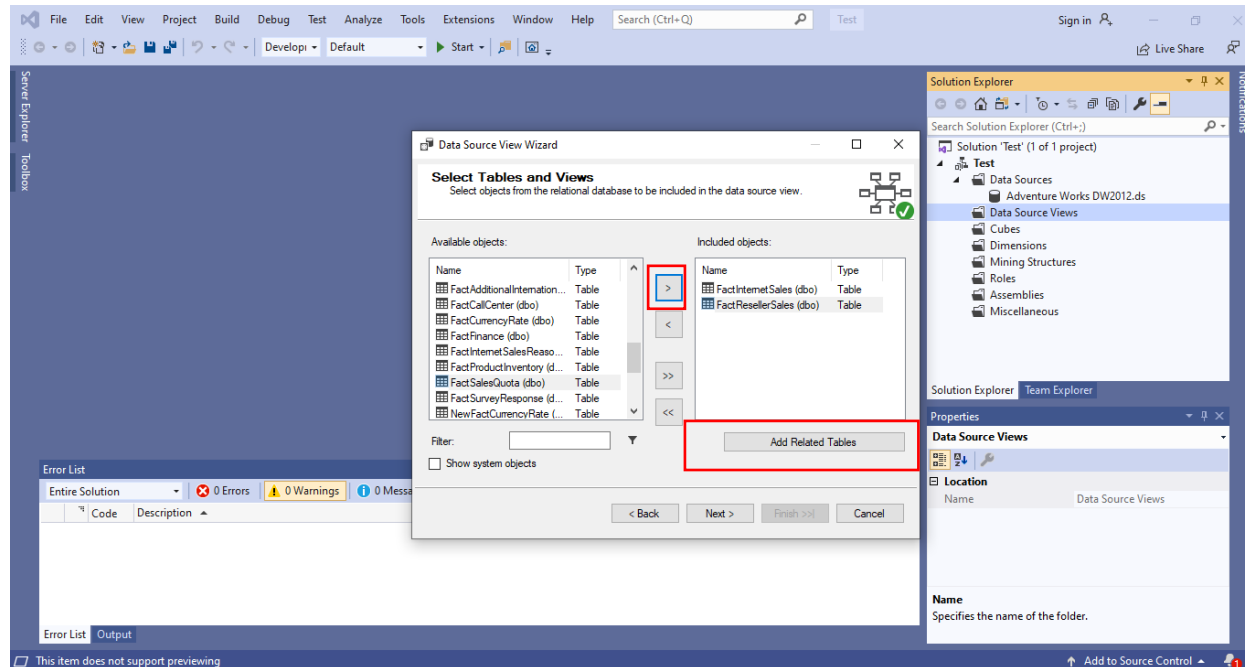 File Edit View Project Build Debug Test Analyze Tools Extensions Window Help Search (Ctrl+Q) Test Sign in
Developi Default Start Live Share
Server Explorer
Toolbox
Notifications
Data Source View Wizard
Select Tables and Views
Select objects from the relational database to be included in the data source view.
Available objects:
Name Type
FactAdditionalInternation... Table
FactCallCenter (dbo) Table
FactCurrencyRate (dbo) Table
FactFinance (dbo) Table
FactInternetSalesReaso... Table
FactProductInventory (d... Table
FactSalesQuota (dbo) Table
FactSurveyResponse (d... Table
NewFactCurrencyRate (... Table
Filter:
Show system objects
>
<
>>
<<
Included objects:
Name Type
FactInternetSales (dbo) Table
FactResellerSales (dbo) Table
Add Related Tables
< Back Next > Finish >>| Cancel
Solution Explorer
Search Solution Explorer (Ctrl+;)
Solution 'Test' (1 of 1 project)
Test
Data Sources
Adventure Works DW2012.ds
Data Source Views
Cubes
Dimensions
Mining Structures
Roles
Assemblies
Miscellaneous
Solution Explorer Team Explorer
Properties
Data Source Views
Location
Name Data Source Views
Name
Specifies the name of the folder.
Error List
Entire Solution 0 Errors 0 Warnings 0 Messa
Code Description
Error List Output
This item does not support previewing Add to Source Control 1